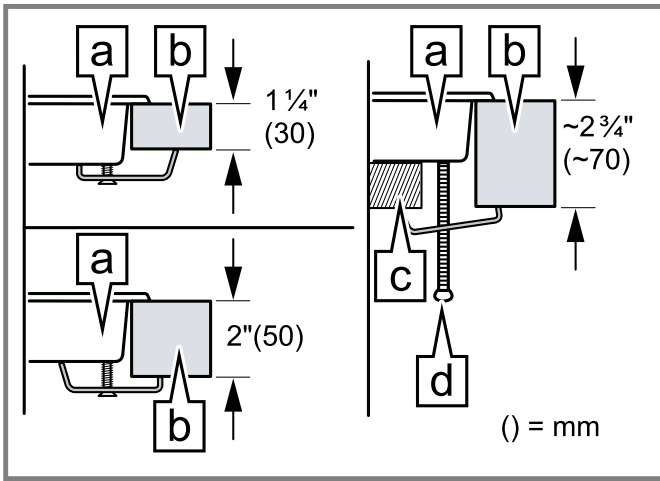 a
b
1 ¼"
(30)
a
2"(50)
b
a
b
~2 ¾"
(~70)
c
d
() = mm